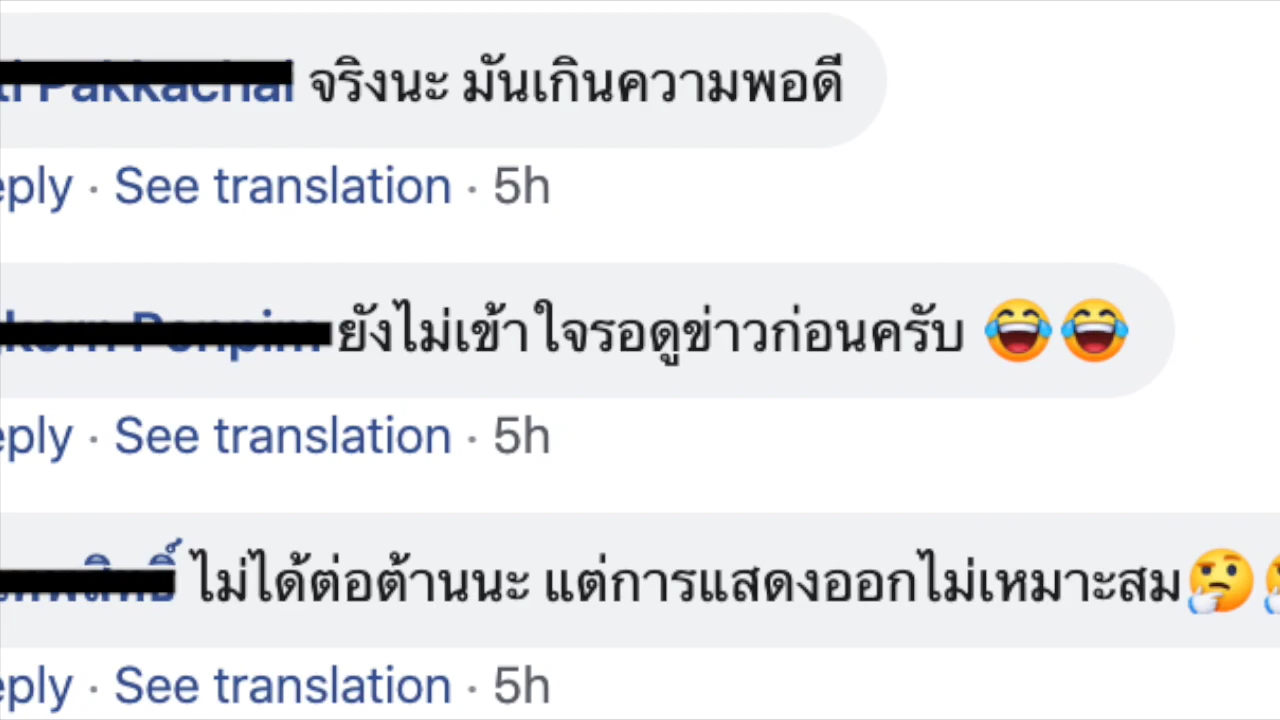 จริงนะ มันเกินความพอดี
eply · See translation · 5h
ยังไม่เข้าใจรอดูข่าวก่อนครับ 😂😂
eply · See translation · 5h
ไม่ได้ต่อต้านนะ แต่การแสดงออกไม่เหมาะสม🤔🤔
eply · See translation · 5h